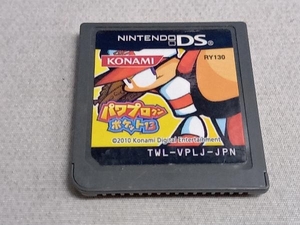 NINTENDO DS
KONAMI
RY130
パワプロクン
ポケット13
©2010 Konami Digital Entertainment
TWL-VPLJ-JPN